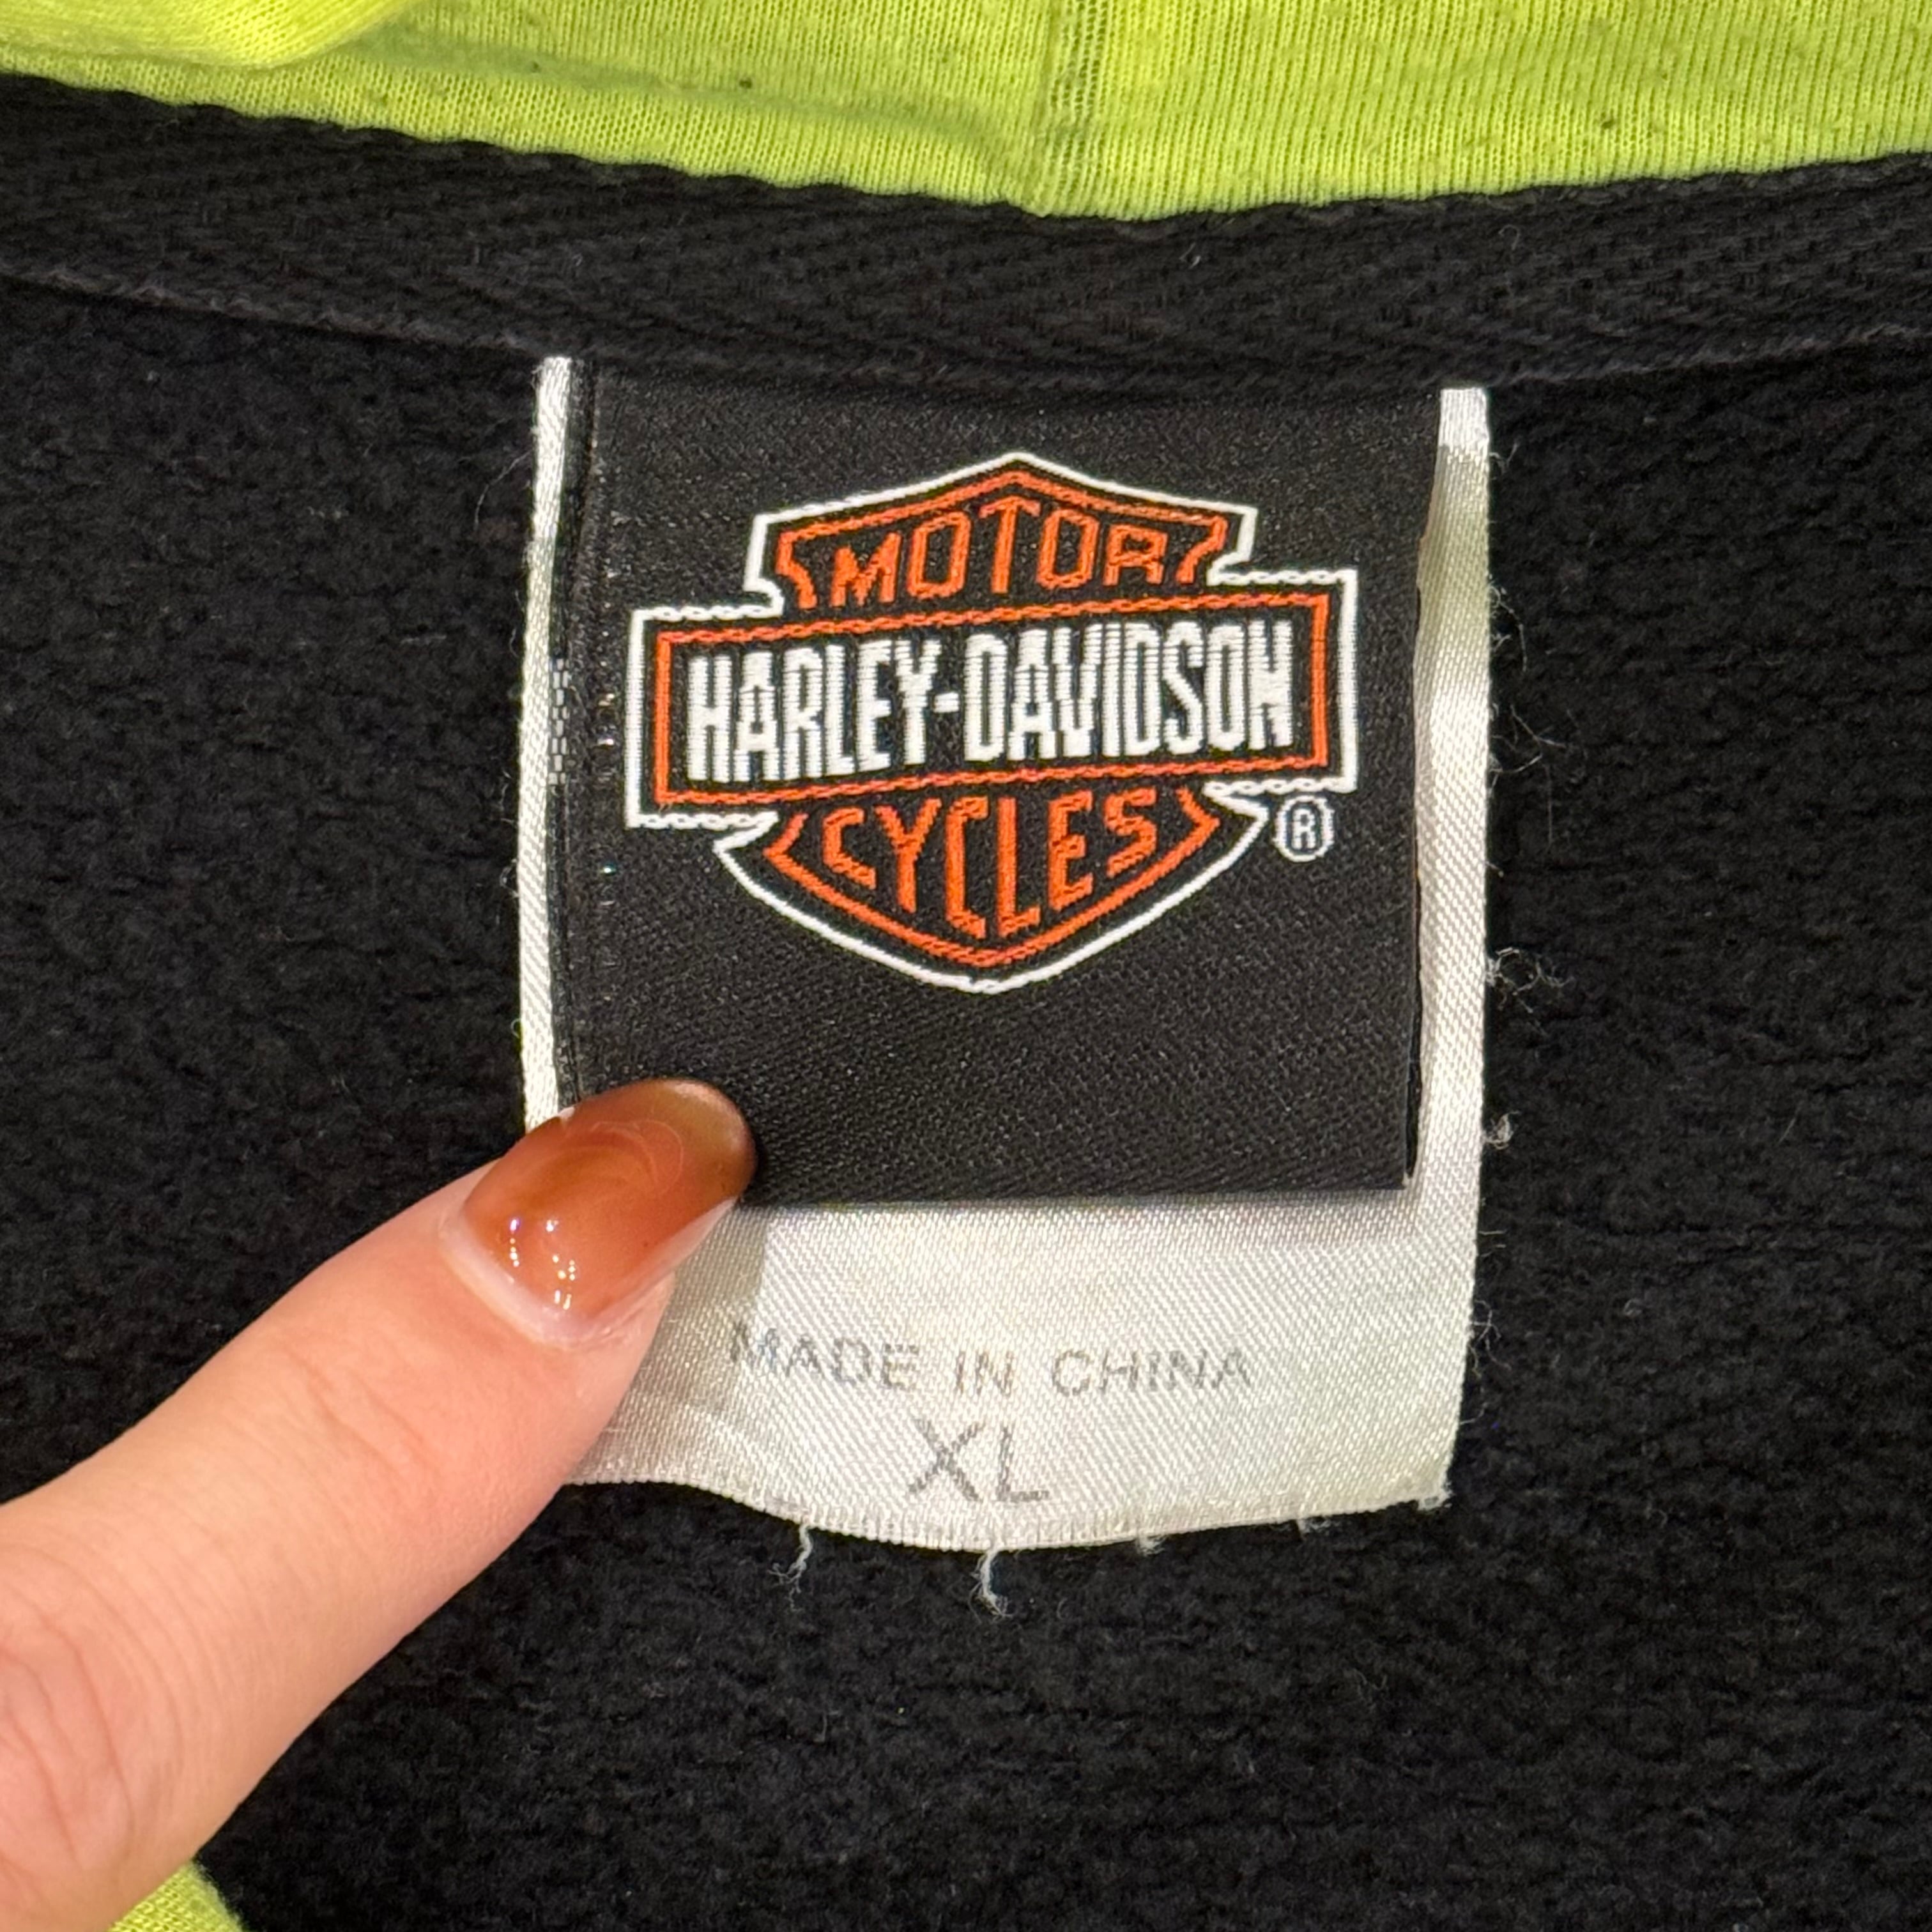 MOTOR
HARLEY-DAVIDSON
CYCLES
®
MADE IN CHINA
XL